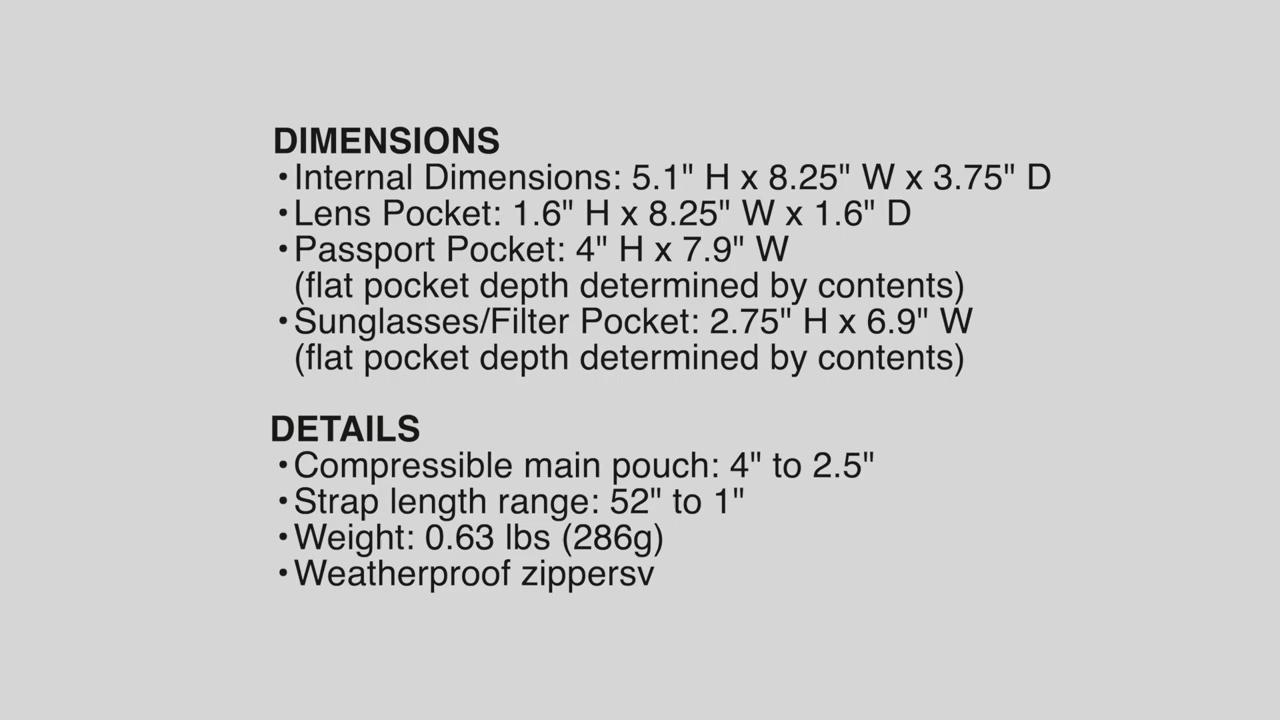 DIMENSIONS
•Internal Dimensions: 5.1" H x 8.25" W x 3.75" D
•Lens Pocket: 1.6" H x 8.25" W x 1.6" D
•Passport Pocket: 4" H x 7.9" W
(flat pocket depth determined by contents)
•Sunglasses/Filter Pocket: 2.75" H x 6.9" W
(flat pocket depth determined by contents)
DETAILS
•Compressible main pouch: 4" to 2.5"
•Strap length range: 52" to 1"
•Weight: 0.63 lbs (286g)
•Weatherproof zippersv